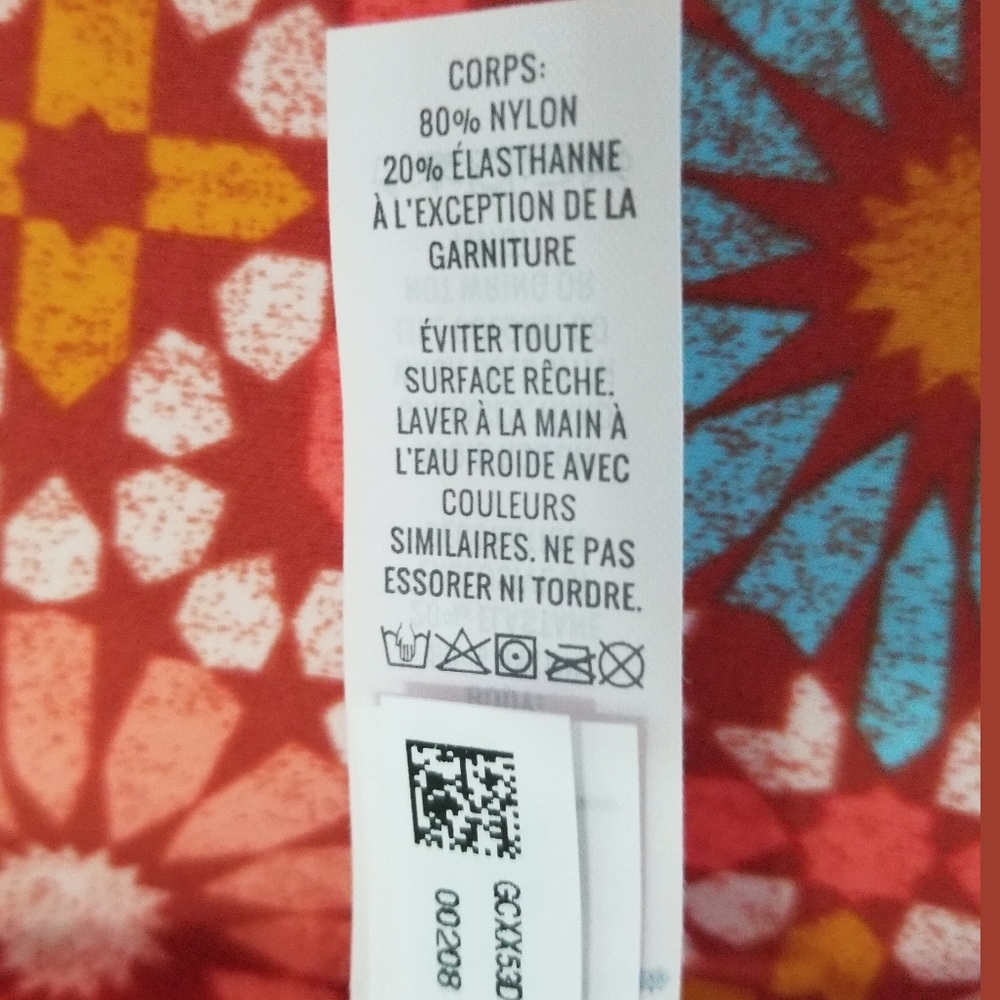 CORPS:
80% NYLON
20% ÉLASTHANNE
À L'EXCEPTION DE LA
GARNITURE
ÉVITER TOUTE
SURFACE RÊCHE.
LAVER À LA MAIN À
L'EAU FROIDE AVEC
COULEURS
SIMILAIRES. NE PAS
ESSORER NI TORDRE.
GCXX53D
00208